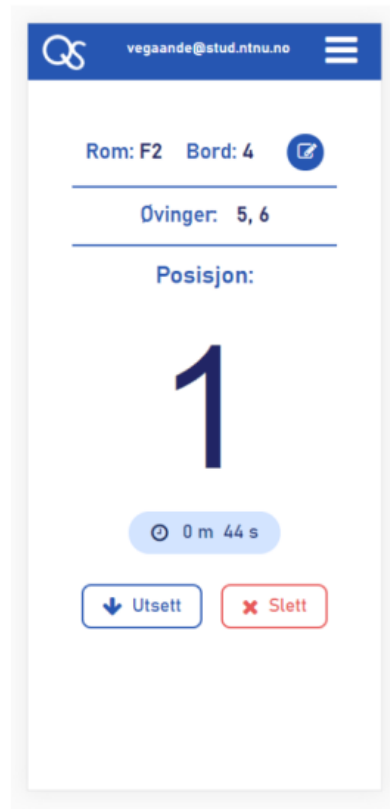 QS vegaande@stud.ntnu.no
Rom: F2 Bord: 4
Øvinger: 5, 6
Posisjon:
1
0 m 44 s
Utsett Slett